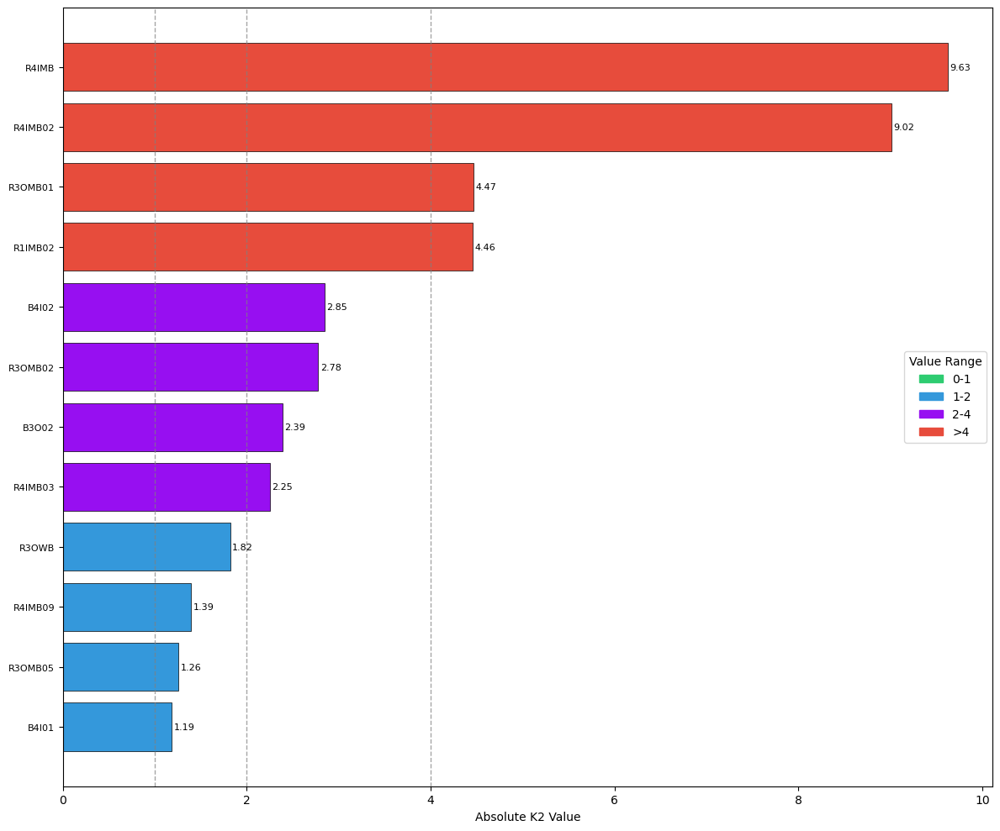 R4IMB 9.63
R4IMB02 9.02
R3OMB01 4.47
R1IMB02 4.46
B4I02 2.85
R3OMB02 2.78
B3O02 2.39
R4IMB03 2.25
R3OWB 1.82
R4IMB09 1.39
R3OMB05 1.26
B4I01 1.19
Value Range
0-1
1-2
2-4
>4
0 2 4 6 8 10
Absolute K2 Value